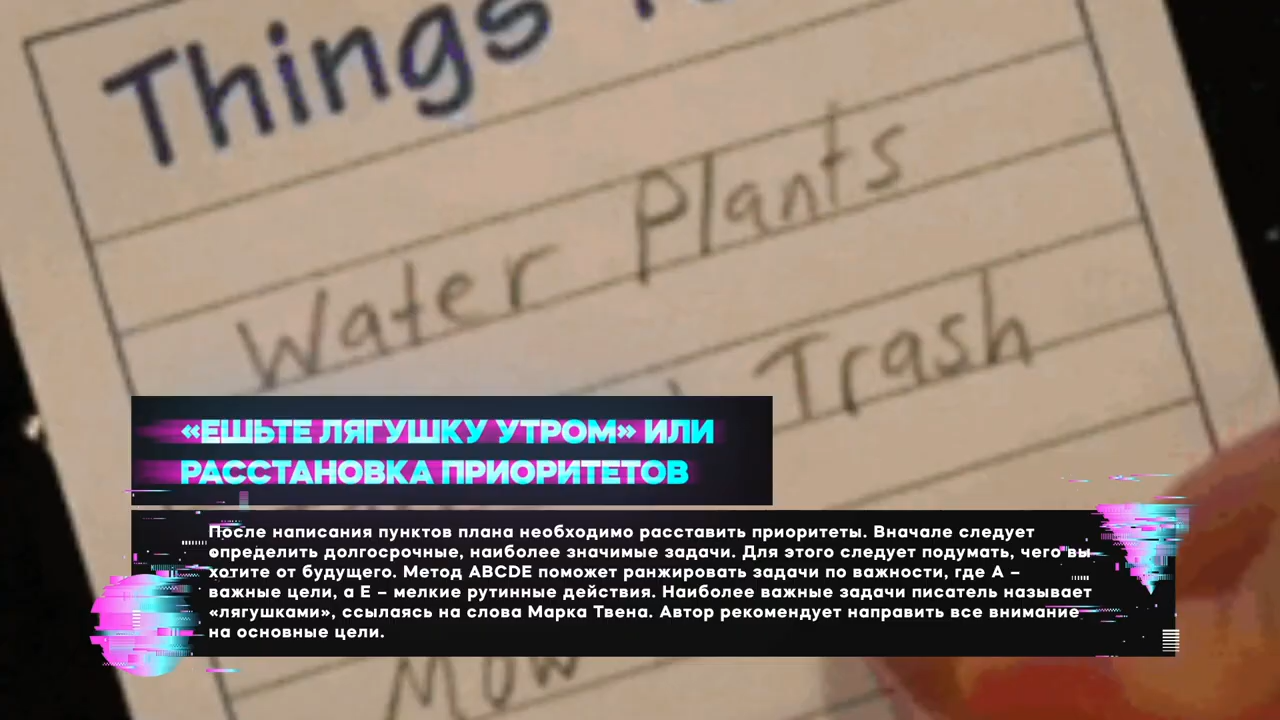 Things
Water Plants
Trash
«ЕШЬТЕ ЛЯГУШКУ УТРОМ» ИЛИ
РАССТАНОВКА ПРИОРИТЕТОВ
После написания пунктов плана необходимо расставить приоритеты. Вначале следует
определить долгосрочные, наиболее значимые задачи. Для этого следует подумать, чего вы
хотите от будущего. Метод ABCDE поможет ранжировать задачи по важности, где А –
важные цели, а Е – мелкие рутинные действия. Наиболее важные задачи писатель называет
«лягушками», ссылаясь на слова Марка Твена. Автор рекомендует направить все внимание
на основные цели.
Mow